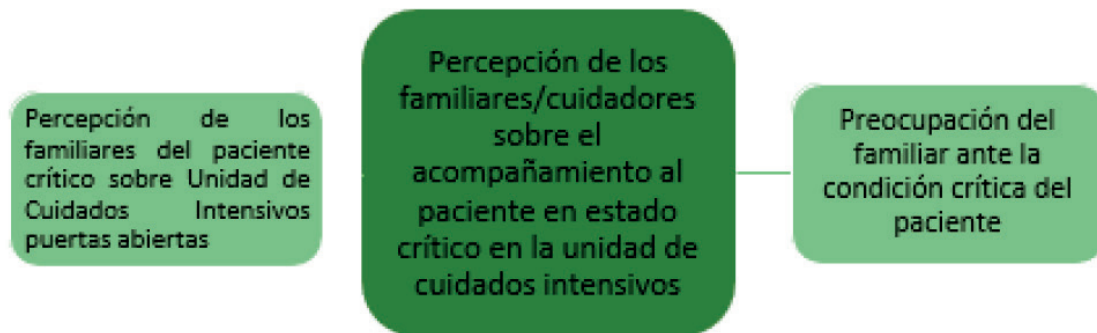 Percepción de los
familiares del paciente
crítico sobre Unidad de
Cuidados Intensivos
puertas abiertas
Percepción de los
familiares/cuidadores
sobre el
acompañamiento al
paciente en estado
crítico en la unidad de
cuidados intensivos
Preocupación del
familiar ante la
condición crítica del
paciente